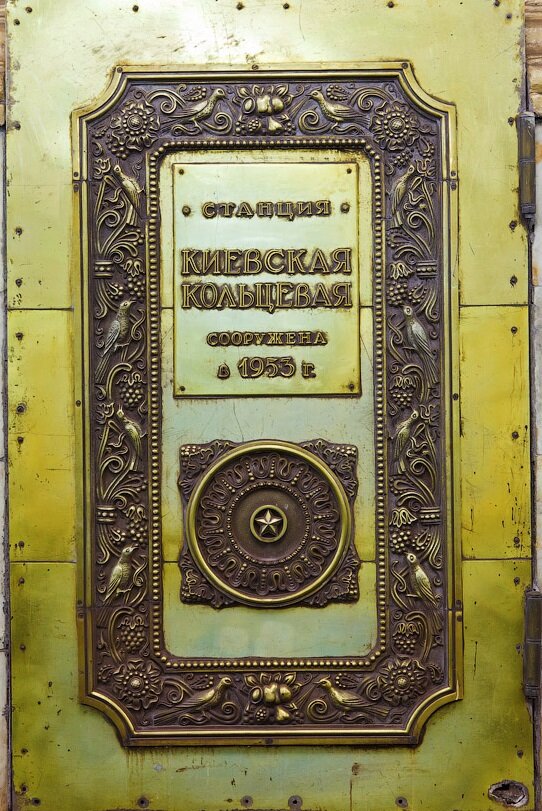 СТАНЦИЯ
КИЕВСКАЯ
КОЛЬЦЕВАЯ
СООРУЖЕНА
в 1953 г.